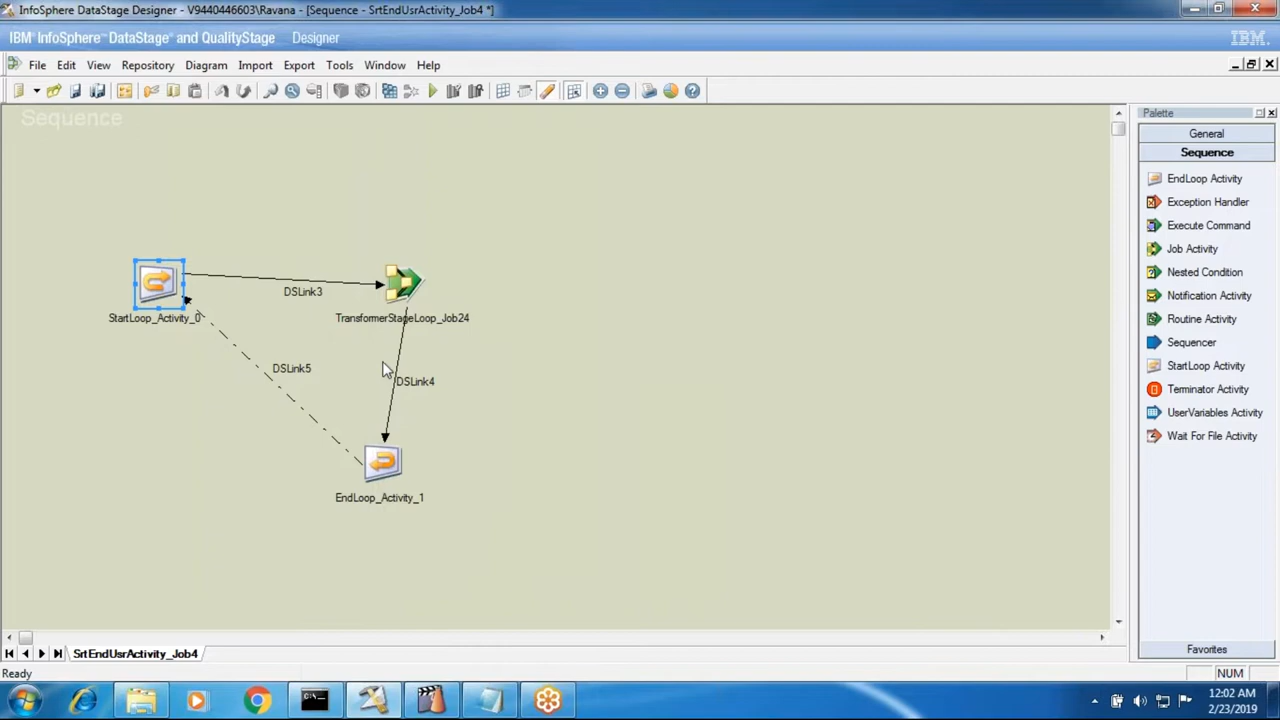 InfoSphere DataStage Designer - V9440446603\Ravana - [Sequence - SrtEndUsrActivity_Job4 *]
IBM® InfoSphere™ DataStage® and QualityStage Designer
IBM.
File Edit View Repository Diagram Import Export Tools Window Help
Sequence
StartLoop_Activity_0
DSLink3
TransformerStageLoop_Job24
DSLink5
DSLink4
EndLoop_Activity_1
Palette
General
Sequence
EndLoop Activity
Exception Handler
Execute Command
Job Activity
Nested Condition
Notification Activity
Routine Activity
Sequencer
StartLoop Activity
Terminator Activity
UserVariables Activity
Wait For File Activity
Favorites
SrtEndUsrActivity_Job4
Ready
NUM
12:02 AM
2/23/2019